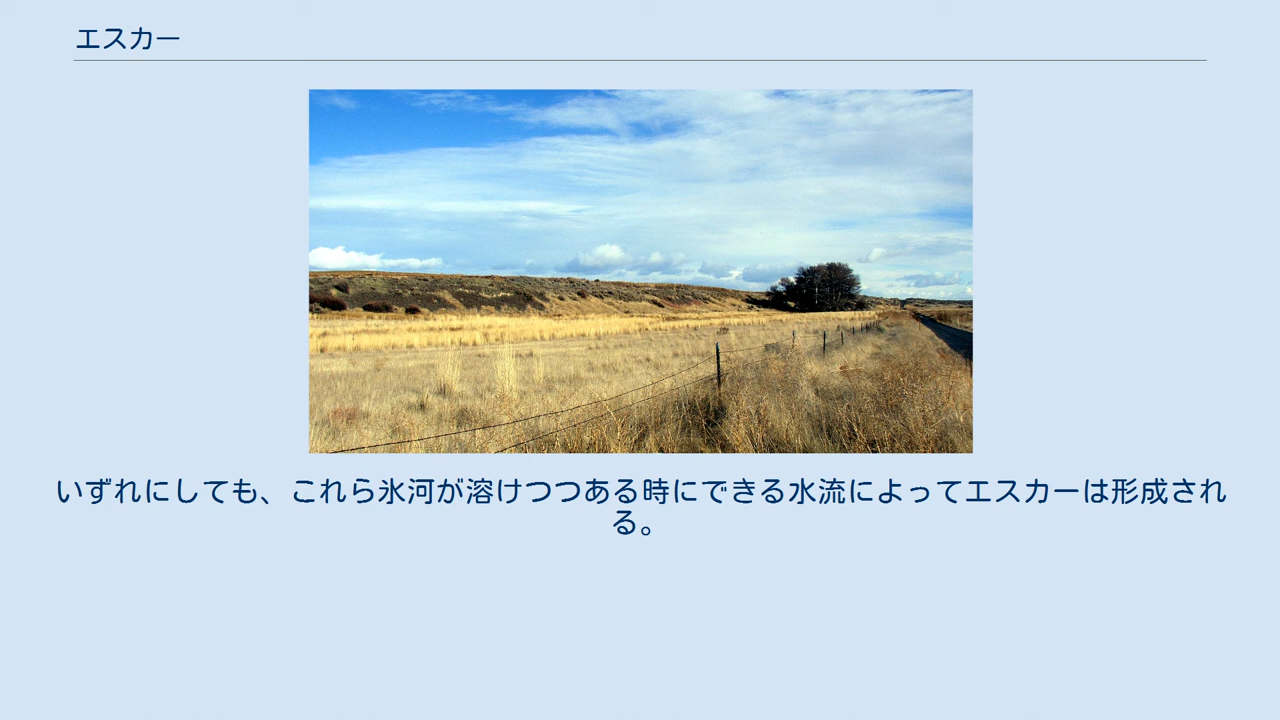 エスカー
いずれにしても、これら氷河が溶けつつある時にできる水流によってエスカーは形成され
る。